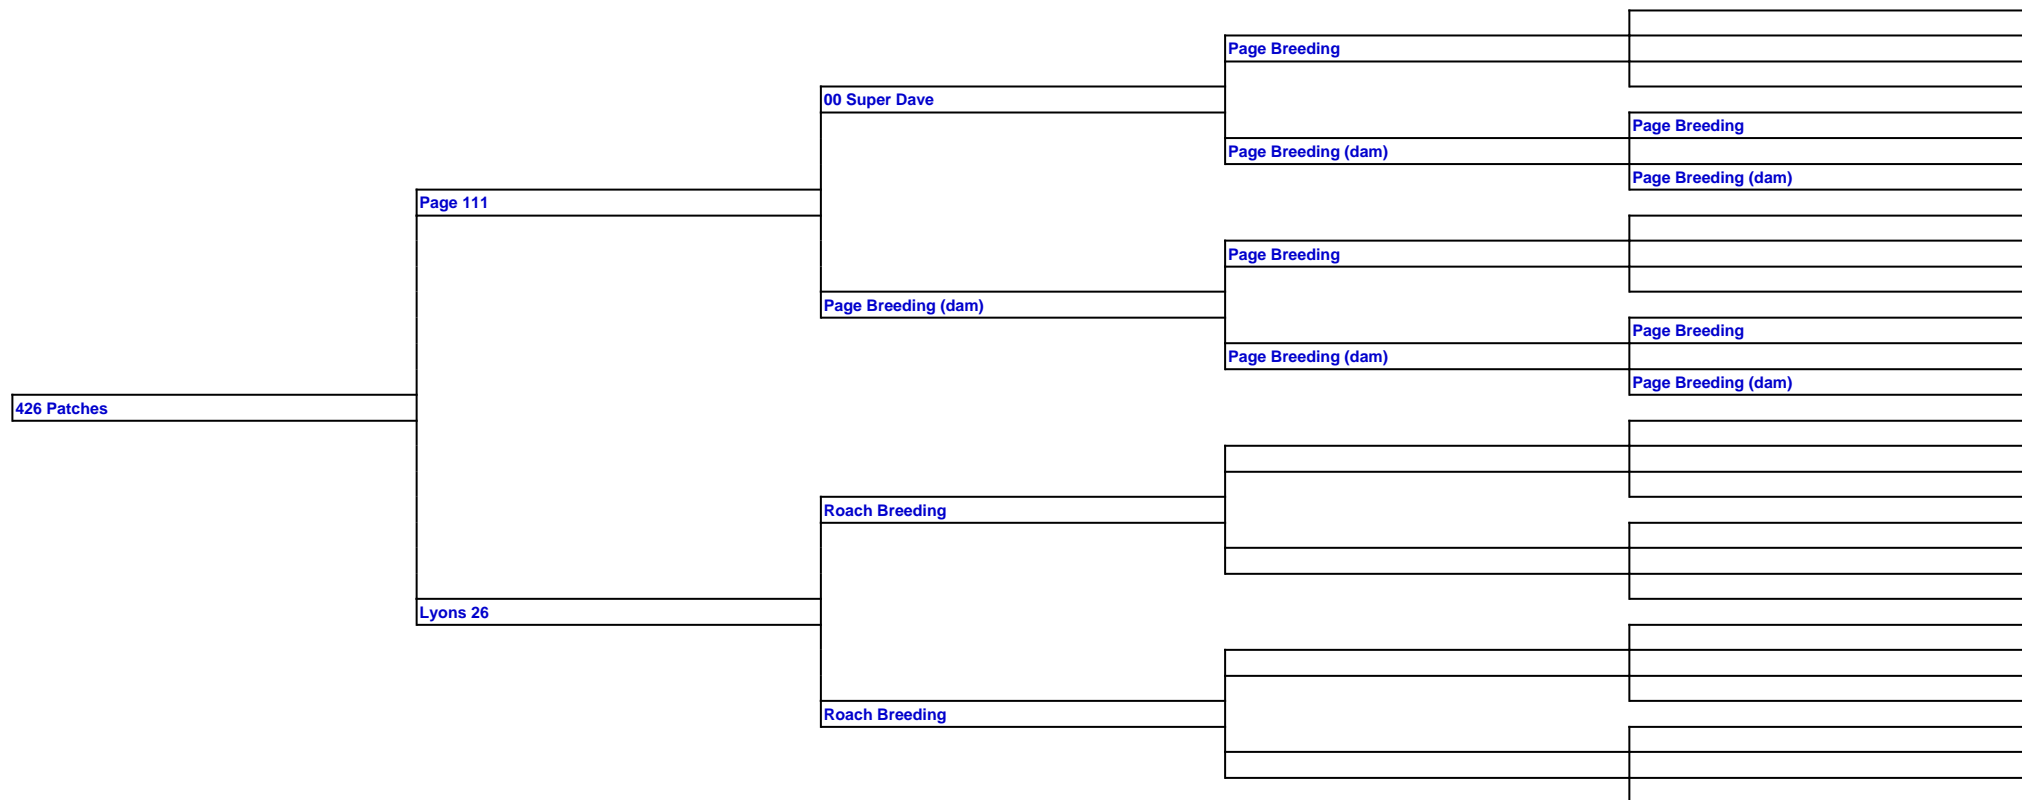 Page Breeding
00 Super Dave
Page Breeding
Page Breeding (dam)
Page Breeding (dam)
Page 111
Page Breeding
Page Breeding (dam)
Page Breeding
Page Breeding (dam)
Page Breeding (dam)
426 Patches
Roach Breeding
Lyons 26
Roach Breeding